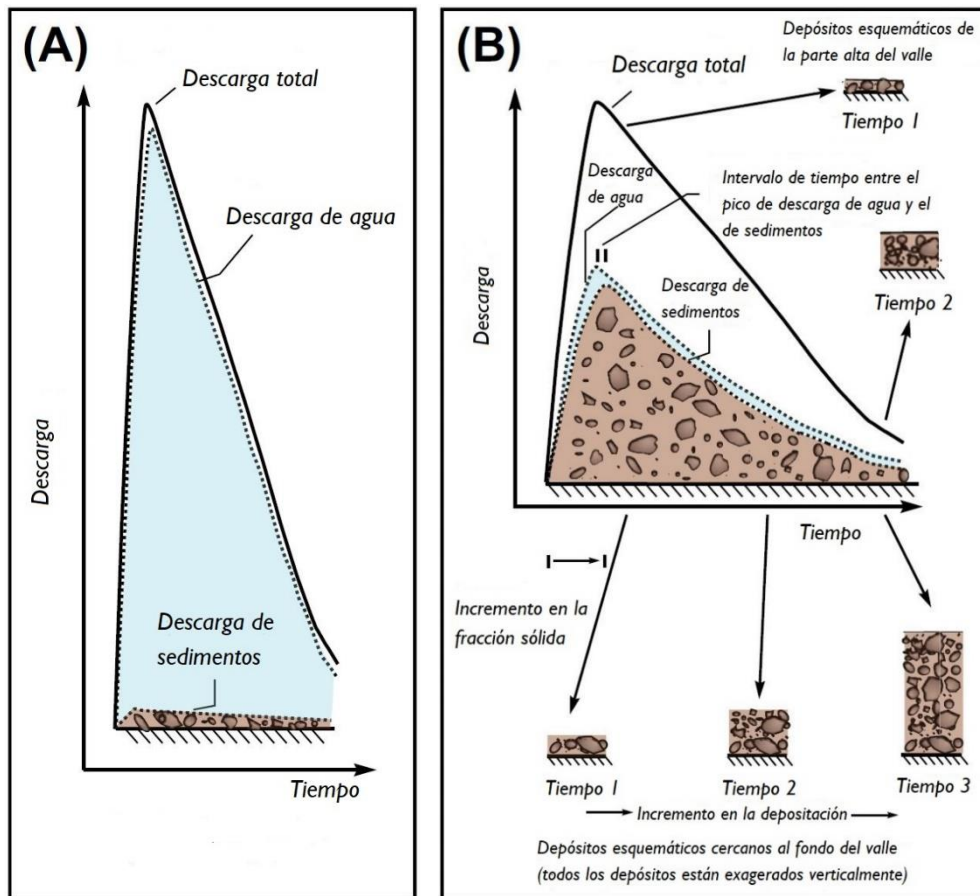 (A)
Descarga total
Descarga de agua
Descarga
Descarga de
sedimentos
Tiempo
(B)
Depósitos esquemáticos de
la parte alta del valle
Descarga total
Tiempo 1
Descarga
de agua
Intervalo de tiempo entre el
pico de descarga de agua y el
de sedimentos
Descarga de
sedimentos
Tiempo 2
Descarga
Tiempo
Incremento en la
fracción sólida
Tiempo 1
Tiempo 2
Tiempo 3
Incremento en la depositación
Depósitos esquemáticos cercanos al fondo del valle
(todos los depósitos están exagerados verticalmente)